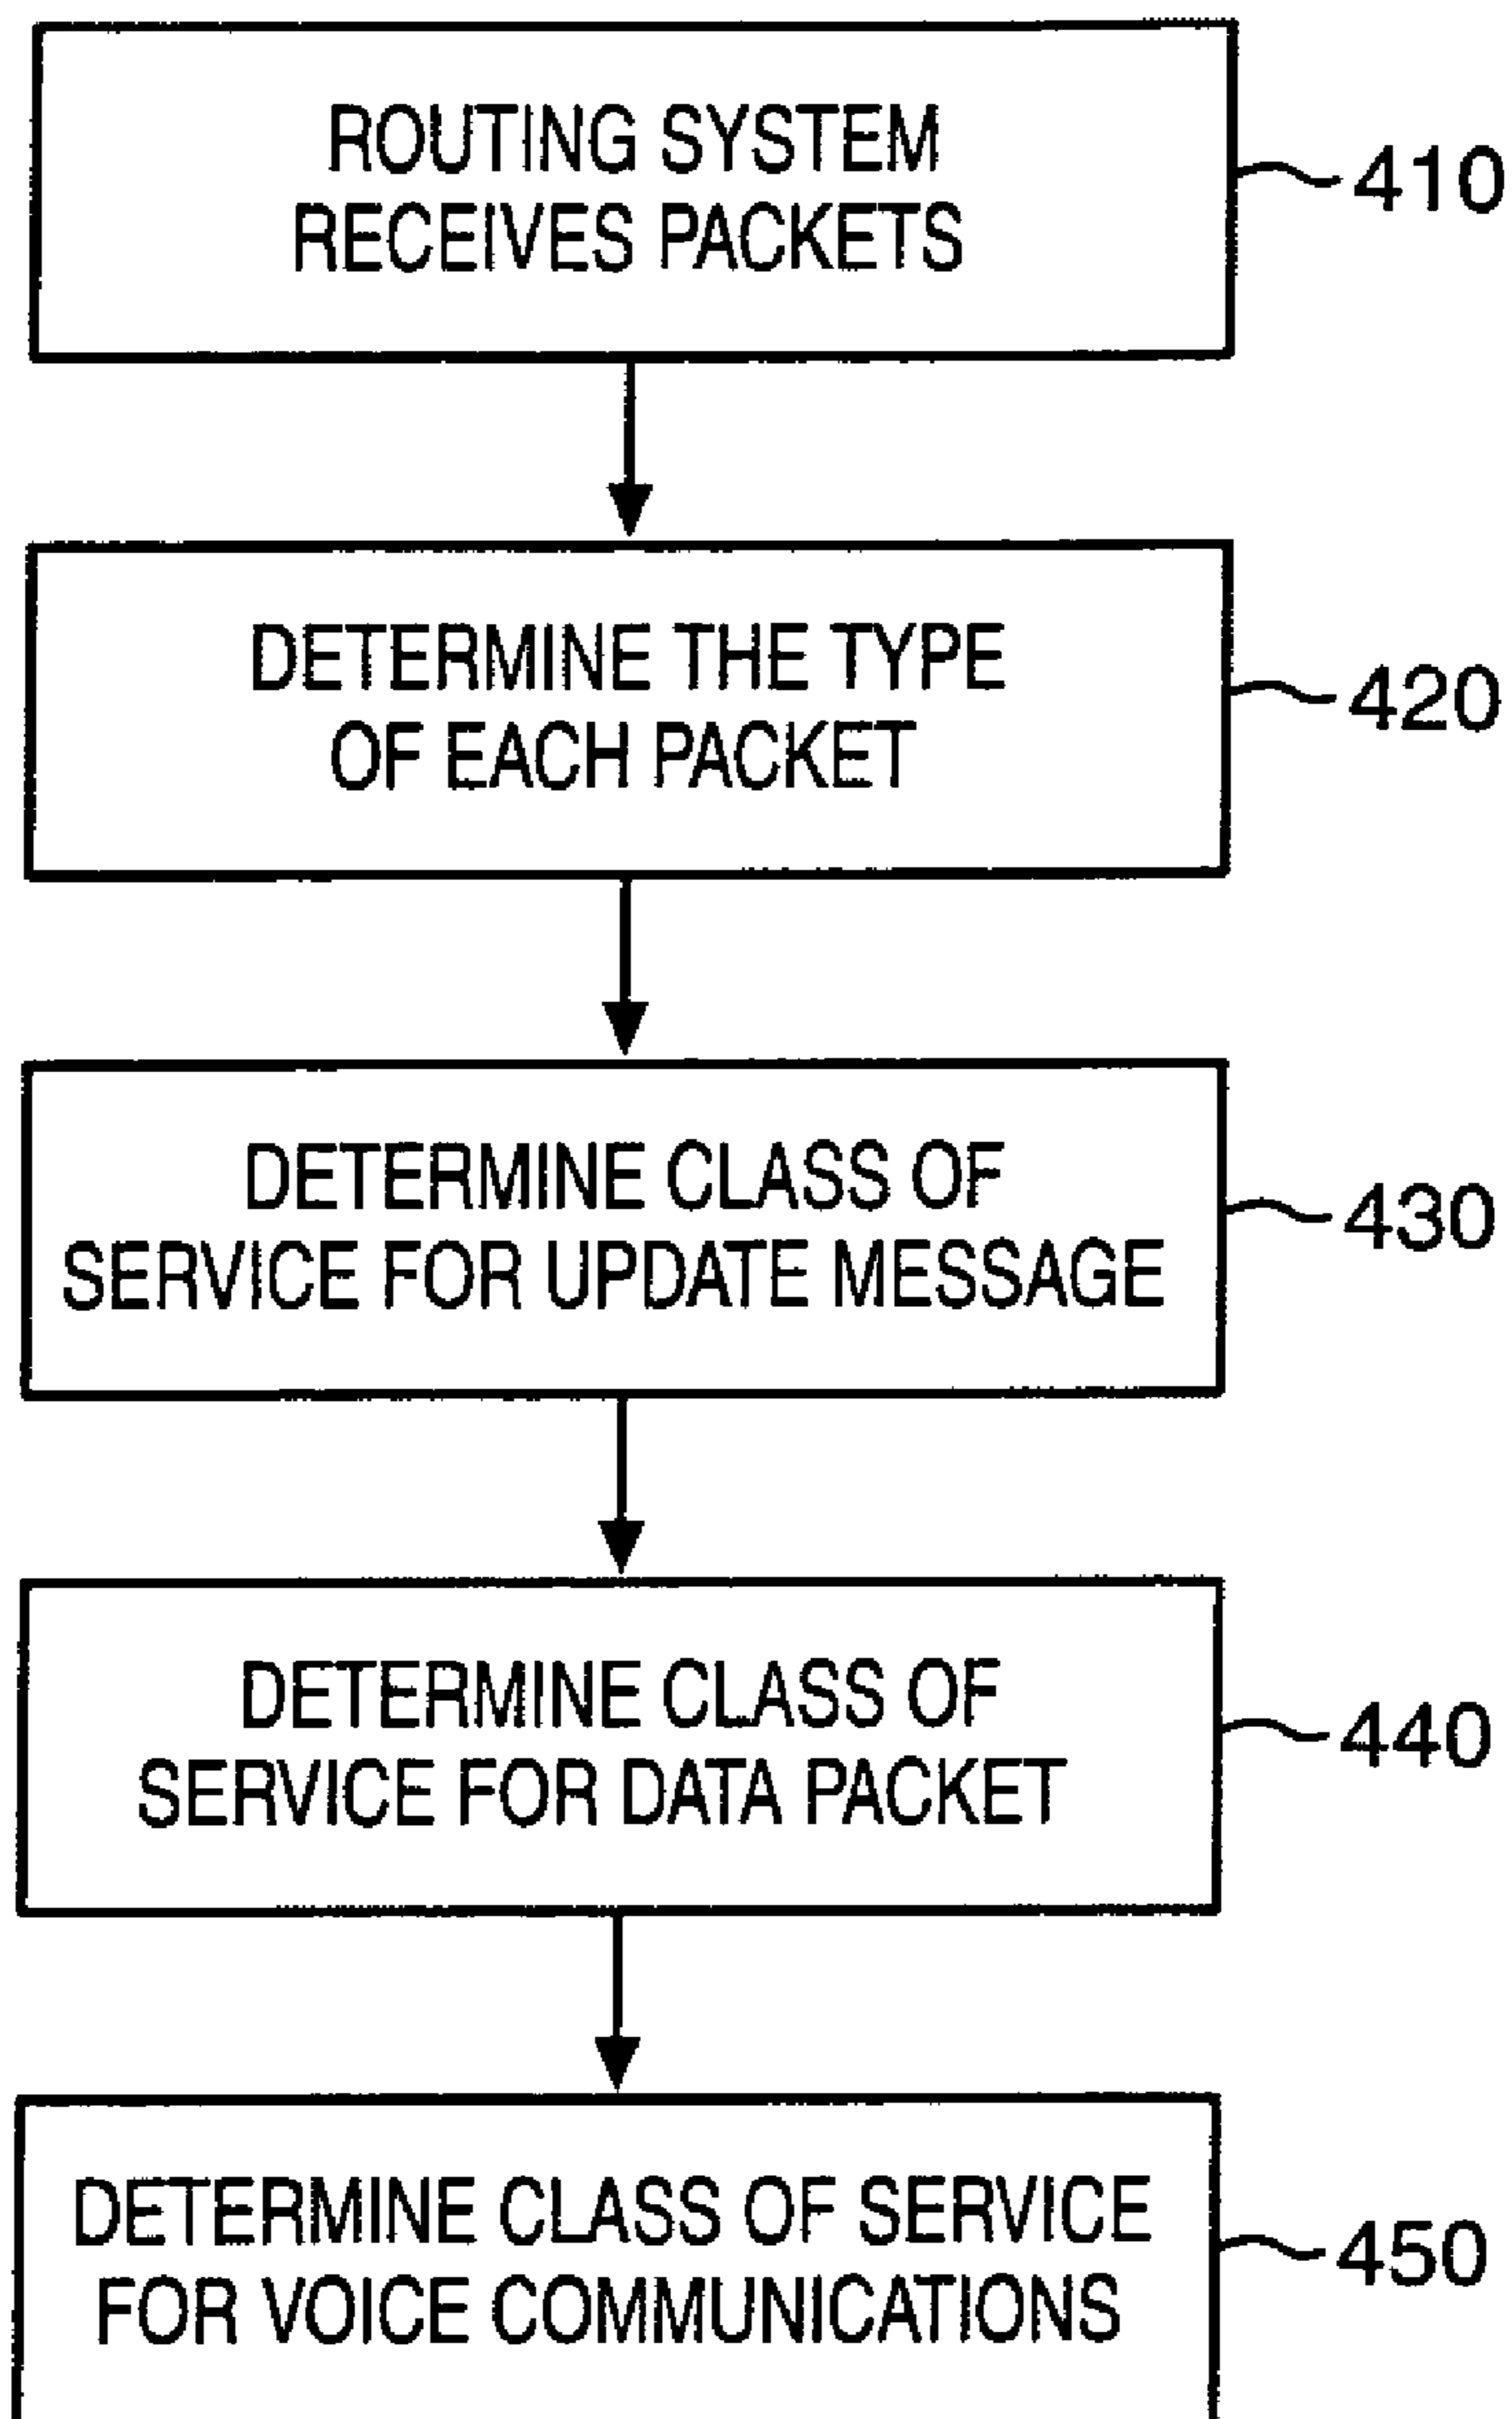 ROUTING SYSTEM
RECEIVES PACKETS
410
DETERMINE THE TYPE
OF EACH PACKET
420
DETERMINE CLASS OF
SERVICE FOR UPDATE MESSAGE
430
DETERMINE CLASS OF
SERVICE FOR DATA PACKET
440
DETERMINE CLASS OF SERVICE
FOR VOICE COMMUNICATIONS
450